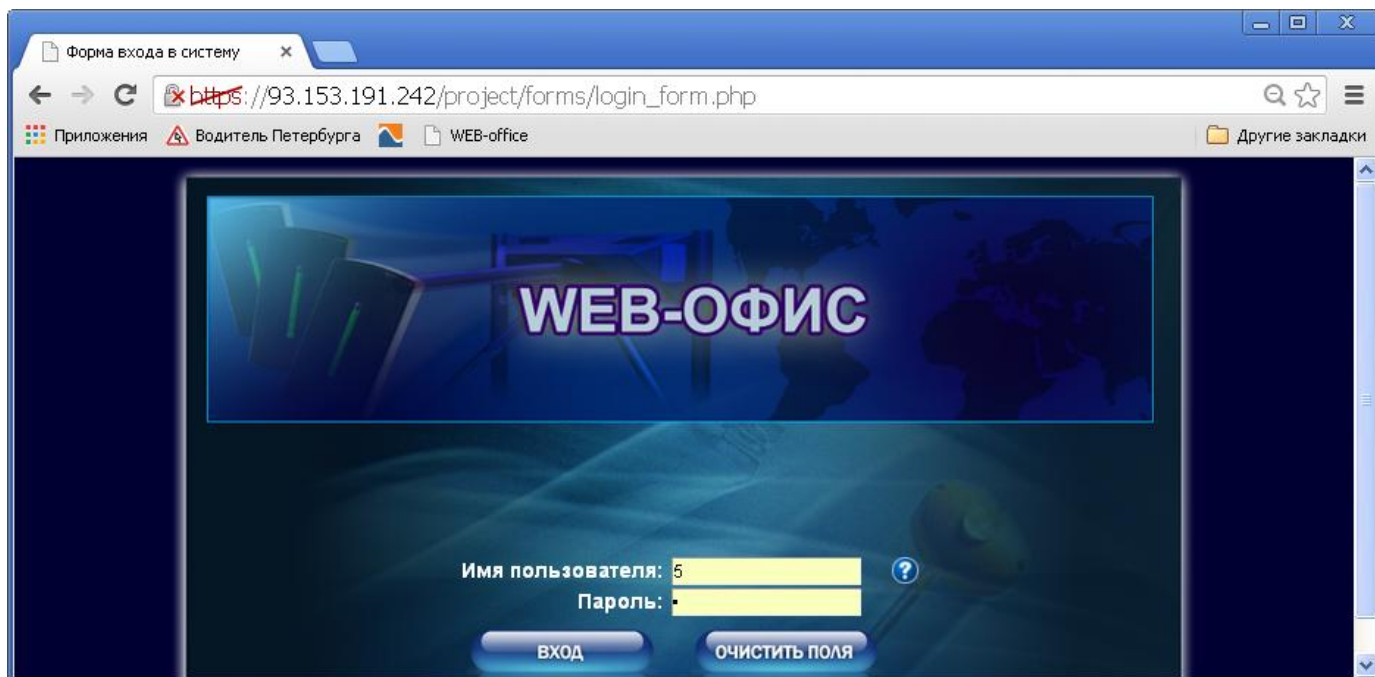 Форма входа в систему
https://93.153.191.242/project/forms/login_form.php
Приложения Водитель Петербурга WEB-office Другие закладки
WEB-ОФИС
Имя пользователя: 5
Пароль: •
ВХОД ОЧИСТИТЬ ПОЛЯ